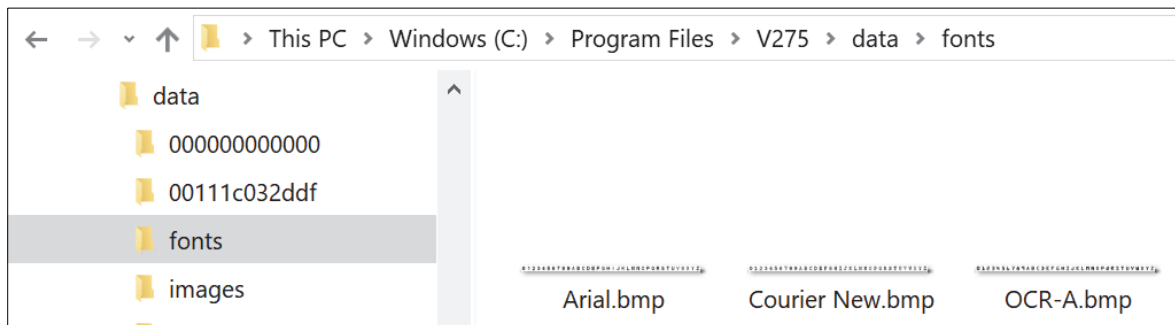 This PC > Windows (C:) > Program Files > V275 > data > fonts
data
000000000000
00111c032ddf
fonts
images
Arial.bmp
Courier New.bmp
OCR-A.bmp